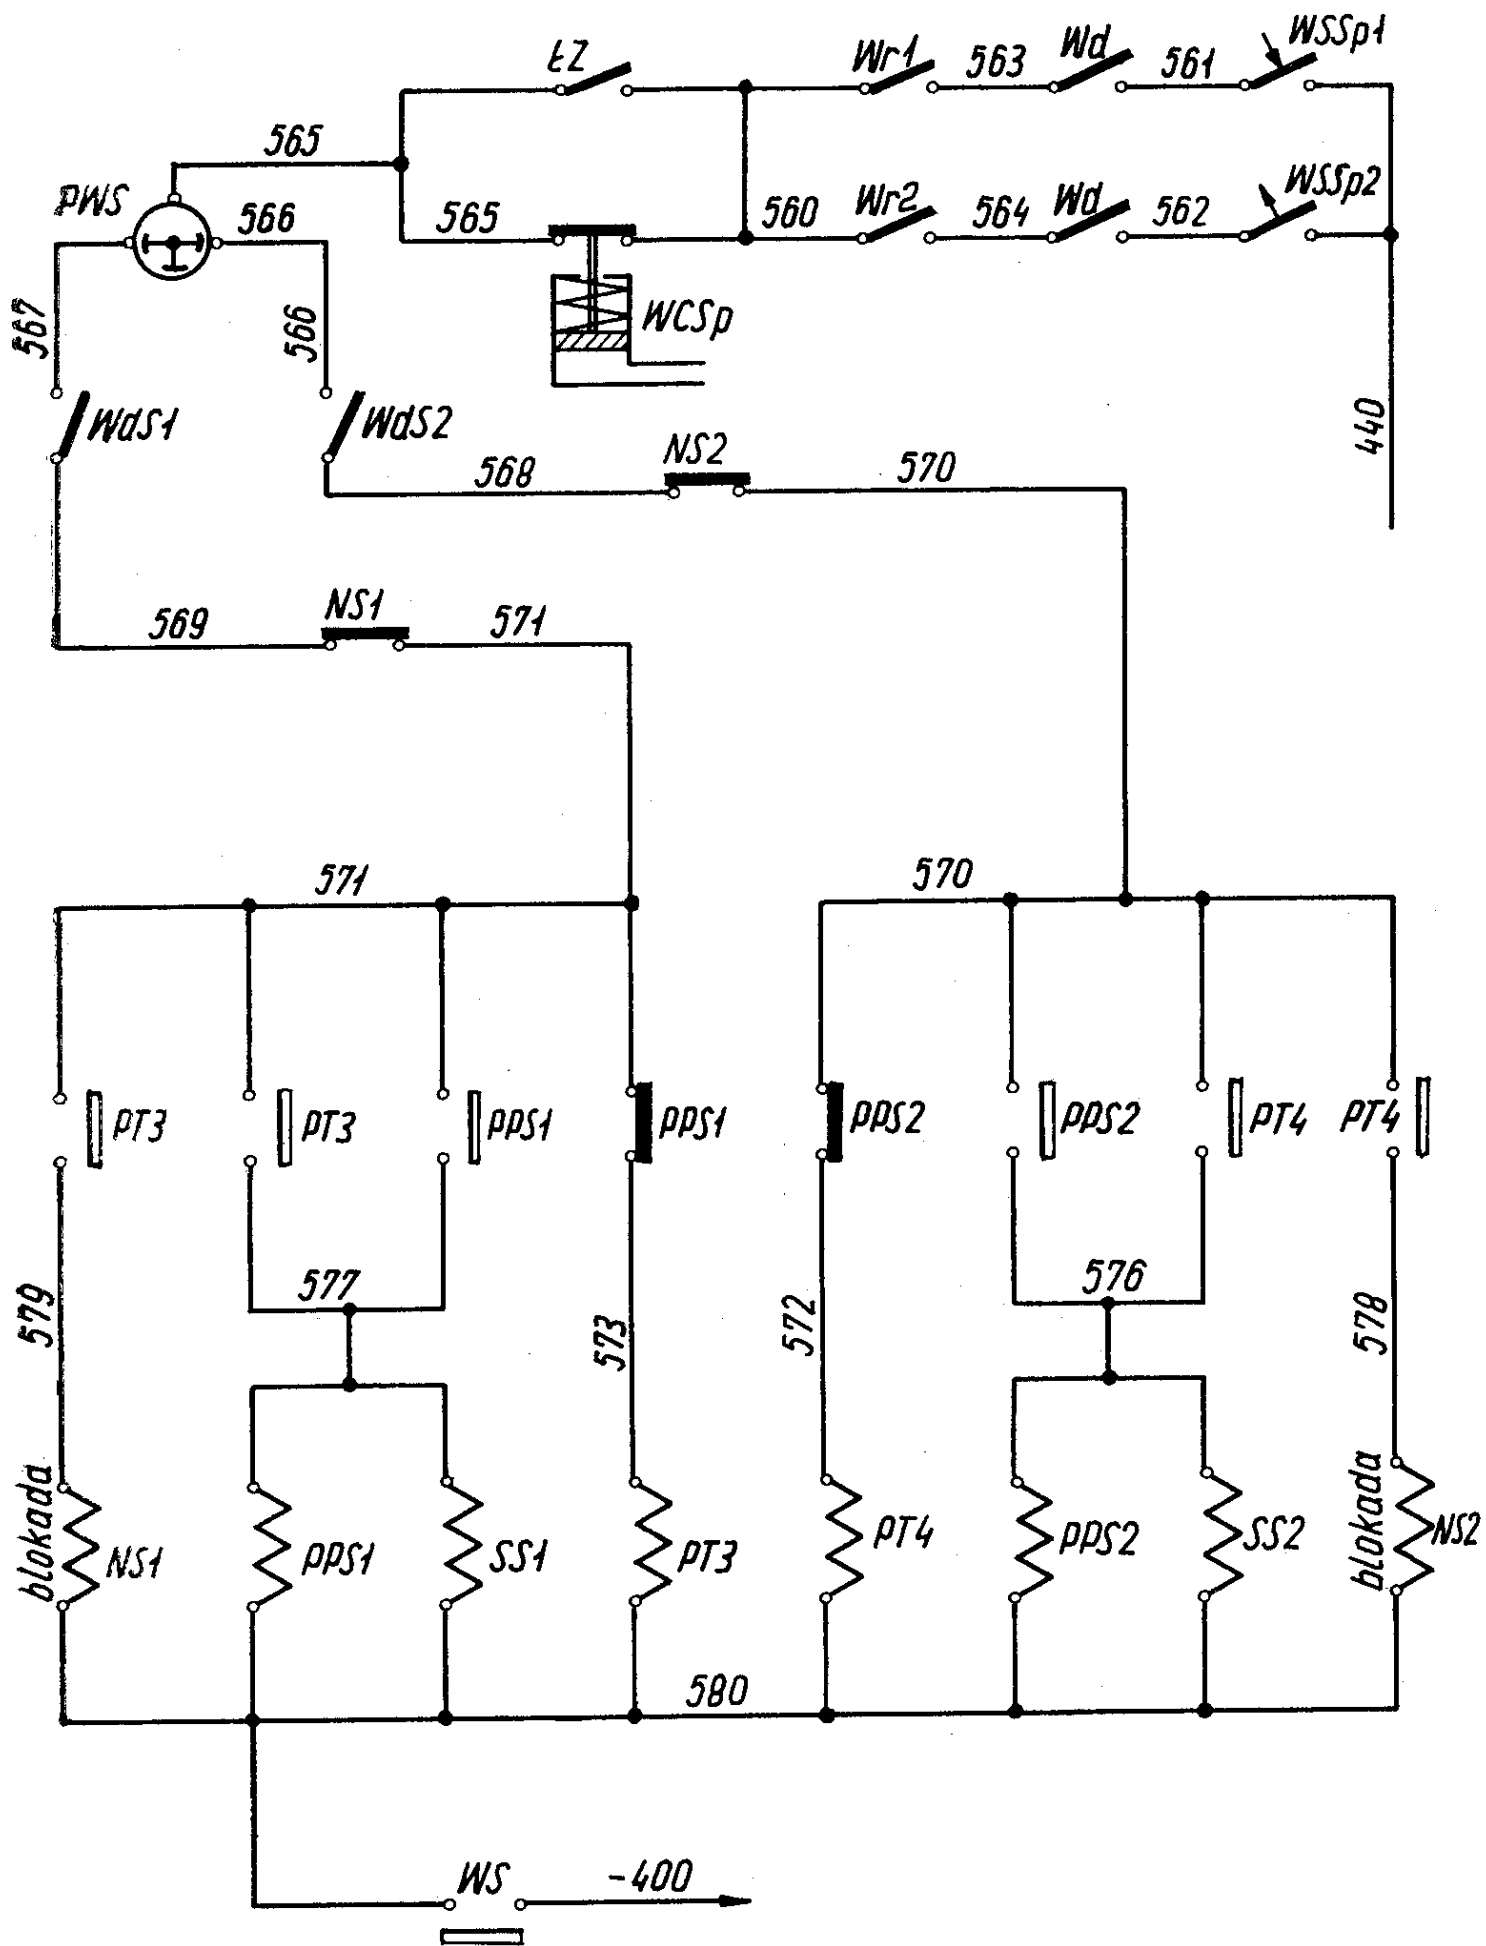 ŁZ
Wr1
563
Wd
561
WSSp1
565
PWS
566
565
560
Wr2
564
Wd
562
WSSp2
567
566
WCSp
440
WdS1
WdS2
568
NS2
570
569
NS1
571
571
570
PT3
PT3
PPS1
PPS1
PPS2
PPS2
PT4
PT4
579
577
573
572
576
578
blokada
NS1
PPS1
SS1
PT3
PT4
PPS2
SS2
blokada
NS2
580
WS
-400